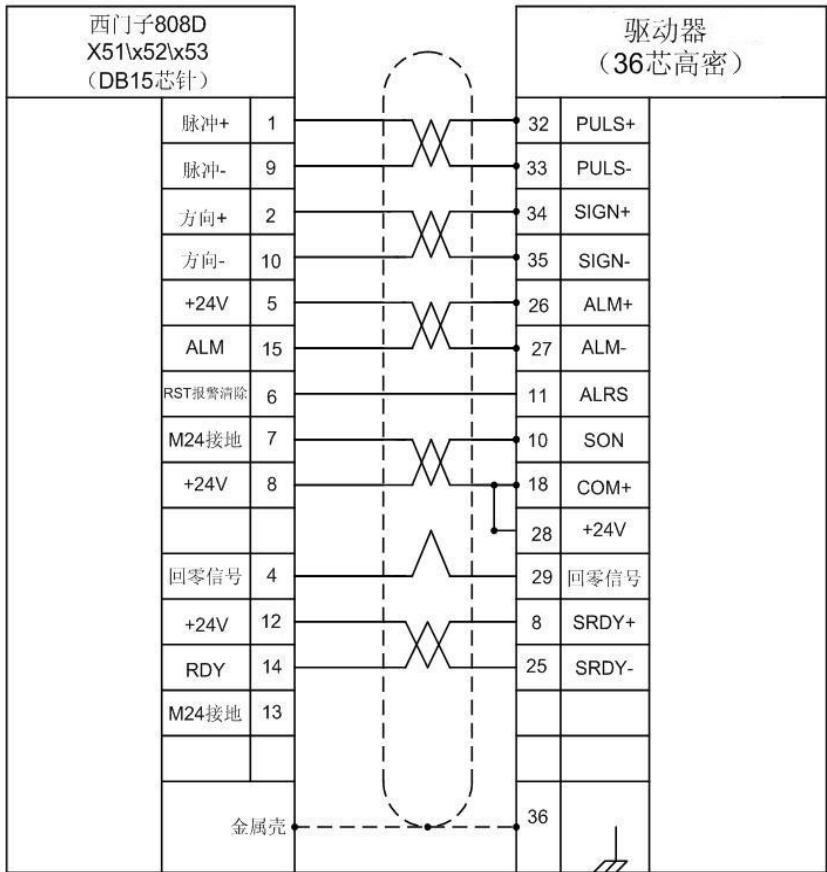 西门子808D
X51\x52\x53
（DB15芯针）
驱动器
（36芯高密）
脉冲+ 1 32 PULS+
脉冲- 9 33 PULS-
方向+ 2 34 SIGN+
方向- 10 35 SIGN-
+24V 5 26 ALM+
ALM 15 27 ALM-
RST报警清除 6 11 ALRS
M24接地 7 10 SON
+24V 8 18 COM+
28 +24V
回零信号 4 29 回零信号
+24V 12 8 SRDY+
RDY 14 25 SRDY-
M24接地 13
金属壳 36